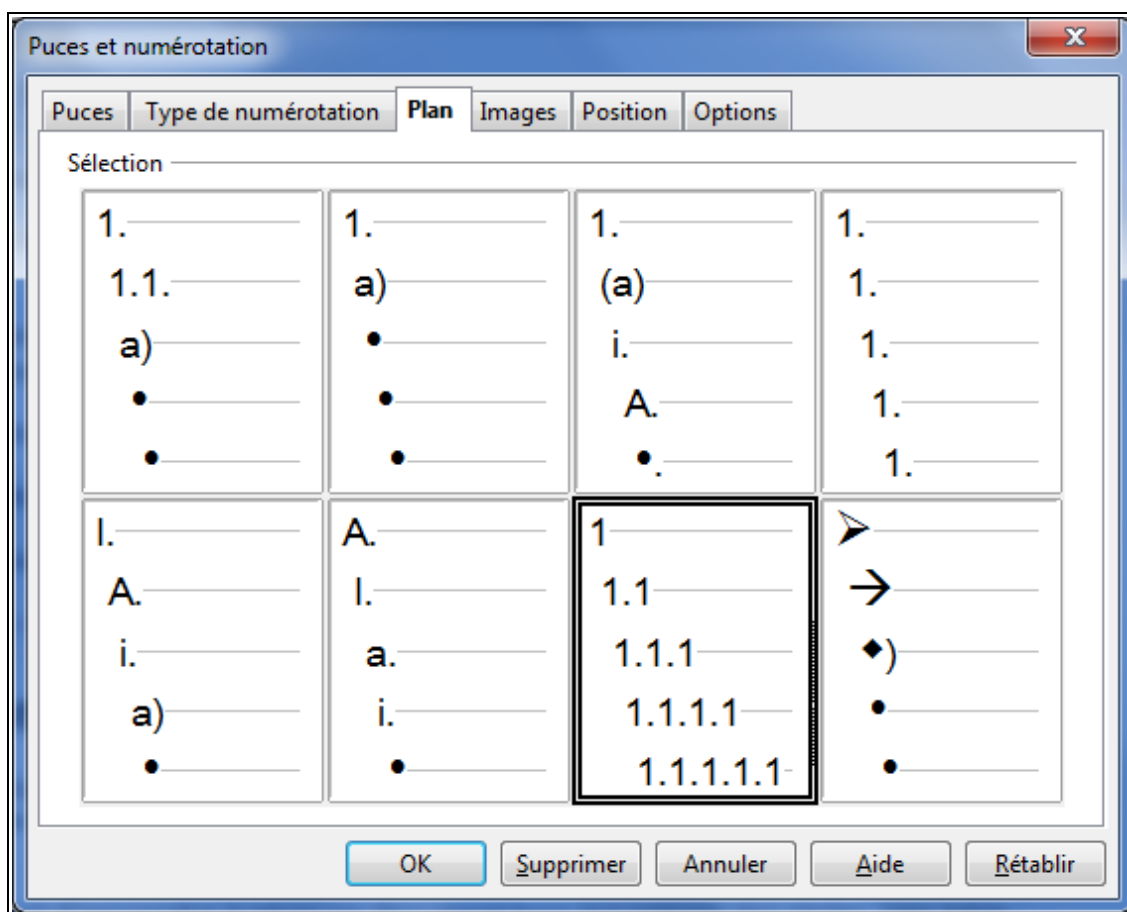 Puces et numérotation
Puces Type de numérotation Plan Images Position Options
Sélection
1. 1. 1. 1.
1.1. a) (a) 1.
a) • i. 1.
• • A. 1.
• • •. 1.
I. A. 1 ➢
A. I. 1.1 →
i. a. 1.1.1 ◆)
a) i. 1.1.1.1 •
• • 1.1.1.1.1 •
OK Supprimer Annuler Aide Rétablir